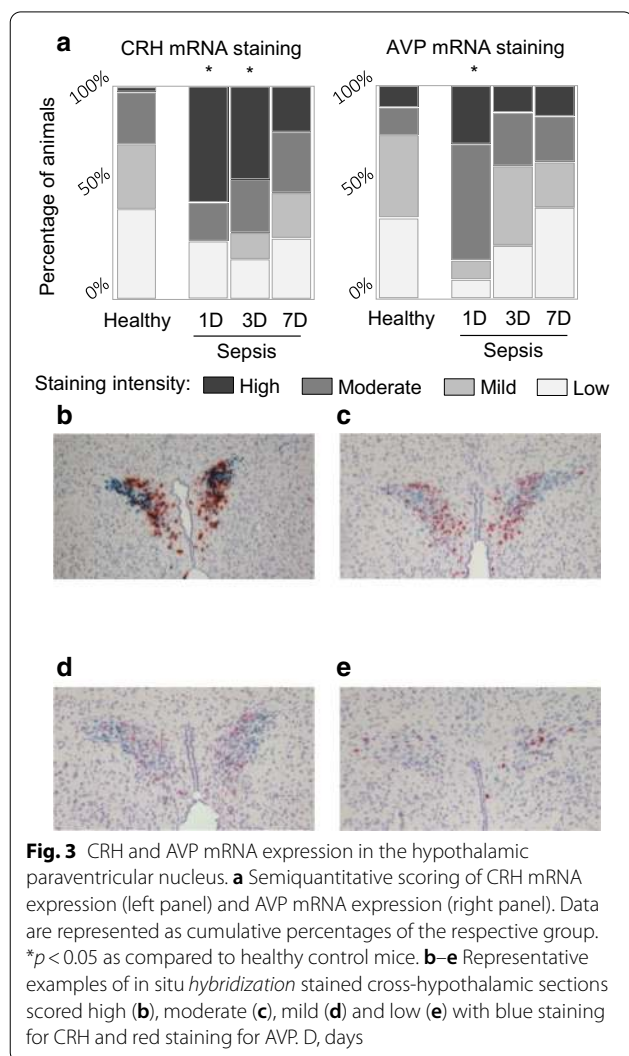 a
CRH mRNA staining AVP mRNA staining
* * *
Percentage of animals
100% 100%
50% 50%
0% 0%
Healthy 1D 3D 7D Healthy 1D 3D 7D
Sepsis Sepsis
Staining intensity: High Moderate Mild Low
b c
d e
Fig. 3 CRH and AVP mRNA expression in the hypothalamic
paraventricular nucleus. a Semiquantitative scoring of CRH mRNA
expression (left panel) and AVP mRNA expression (right panel). Data
are represented as cumulative percentages of the respective group.
*p < 0.05 as compared to healthy control mice. b–e Representative
examples of in situ hybridization stained cross-hypothalamic sections
scored high (b), moderate (c), mild (d) and low (e) with blue staining
for CRH and red staining for AVP. D, days